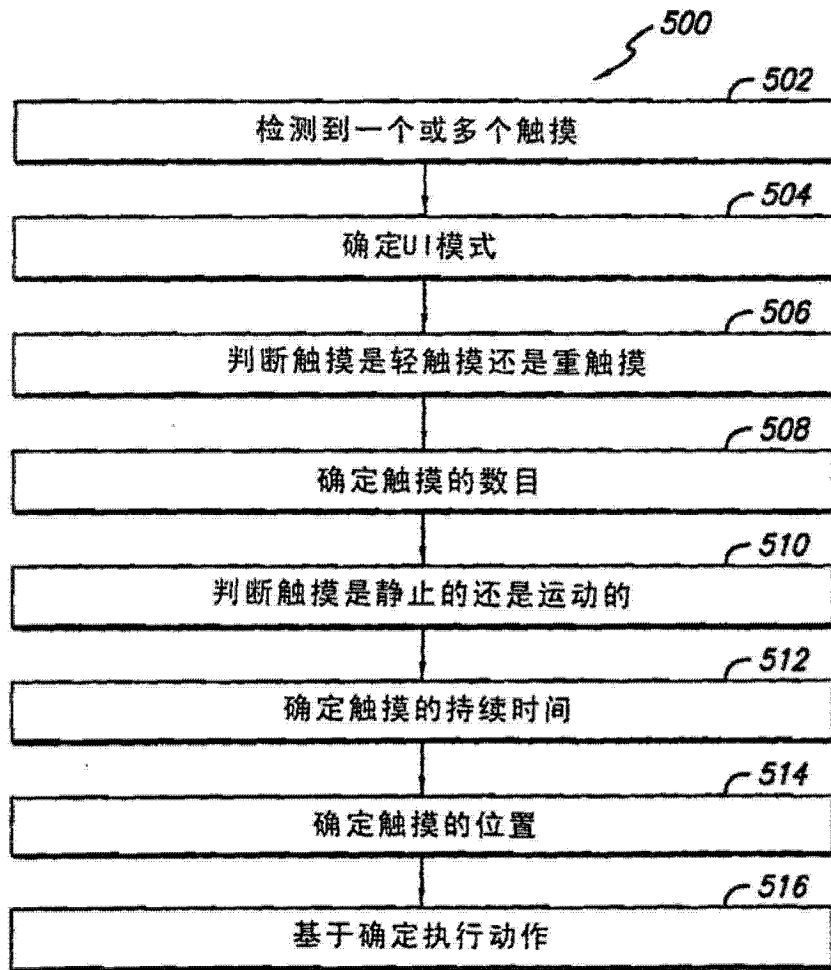 500
502
检测到一个或多个触摸
504
确定UI模式
506
判断触摸是轻触摸还是重触摸
508
确定触摸的数目
510
判断触摸是静止的还是运动的
512
确定触摸的持续时间
514
确定触摸的位置
516
基于确定执行动作